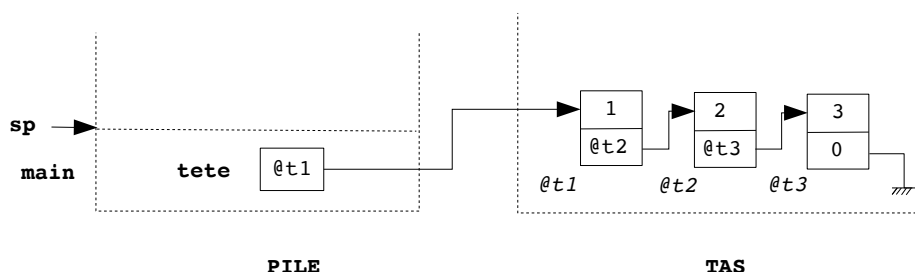 1 2 3
sp
@t2 @t3 0
main tete @t1
@t1 @t2 @t3
PILE TAS